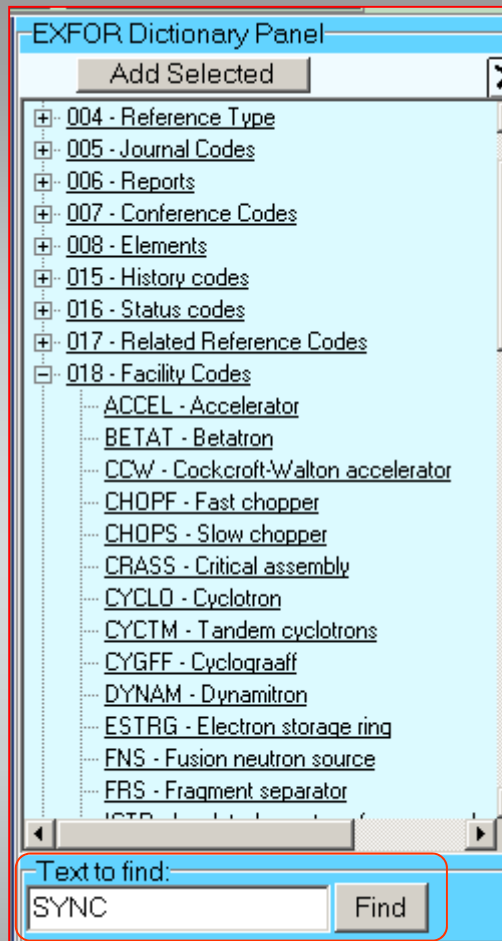 EXFOR Dictionary Panel
Add Selected
004 - Reference Type
005 - Journal Codes
006 - Reports
007 - Conference Codes
008 - Elements
015 - History codes
016 - Status codes
017 - Related Reference Codes
018 - Facility Codes
ACCEL - Accelerator
BETAT - Betatron
CCW - Cockcroft-Walton accelerator
CHOPF - Fast chopper
CHOPS - Slow chopper
CRASS - Critical assembly
CYCLO - Cyclotron
CYCTM - Tandem cyclotrons
CYGFF - Cyclograaff
DYNAM - Dynamitron
ESTRG - Electron storage ring
FNS - Fusion neutron source
FRS - Fragment separator
Text to find:
SYNC
Find